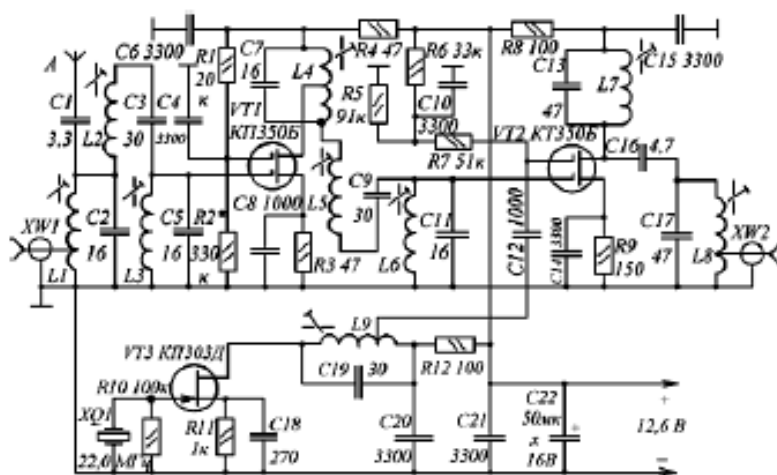 C6 3300
R1
20
к
C7
16
L4
R4 47
R6 33к
R8 100
C13
47
L7
C15 3300
A
C1
3,3
L2
C3
30
C4
3300
VT1
КП350Б
R5
91к
C10
3300
R7 51к
VT2 КТ350Б
C16 4,7
XW1
C2
16
C5
16
R2
330
к
C8 1000
L5
C9
30
C11
16
C12 1000
C14 3300
R9
150
C17
47
XW2
L1
L3
R3 47
L6
L8
L9
VT3 КП303Д
C19 30
R12 100
R10 100к
XQ1
22,0 МГц
R11
1к
C18
270
C20
3300
C21
3300
C22
50мк
х
16В
+
12,6 В
−